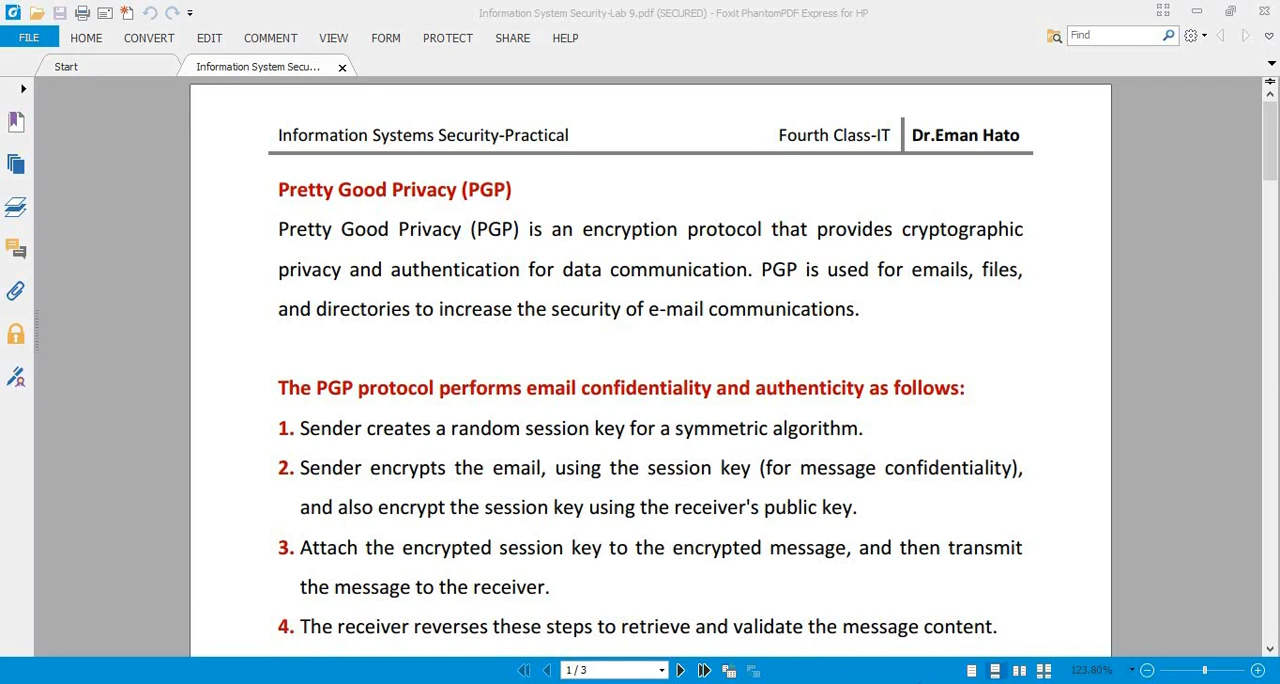 Information System Security-Lab 9.pdf (SECURED) - Foxit PhantomPDF Express for HP
FILE HOME CONVERT EDIT COMMENT VIEW FORM PROTECT SHARE HELP Find
Start Information System Secu...
Information Systems Security-Practical Fourth Class-IT Dr.Eman Hato
Pretty Good Privacy (PGP)
Pretty Good Privacy (PGP) is an encryption protocol that provides cryptographic
privacy and authentication for data communication. PGP is used for emails, files,
and directories to increase the security of e-mail communications.
The PGP protocol performs email confidentiality and authenticity as follows:
1. Sender creates a random session key for a symmetric algorithm.
2. Sender encrypts the email, using the session key (for message confidentiality),
and also encrypt the session key using the receiver's public key.
3. Attach the encrypted session key to the encrypted message, and then transmit
the message to the receiver.
4. The receiver reverses these steps to retrieve and validate the message content.
1 / 3 123.80%